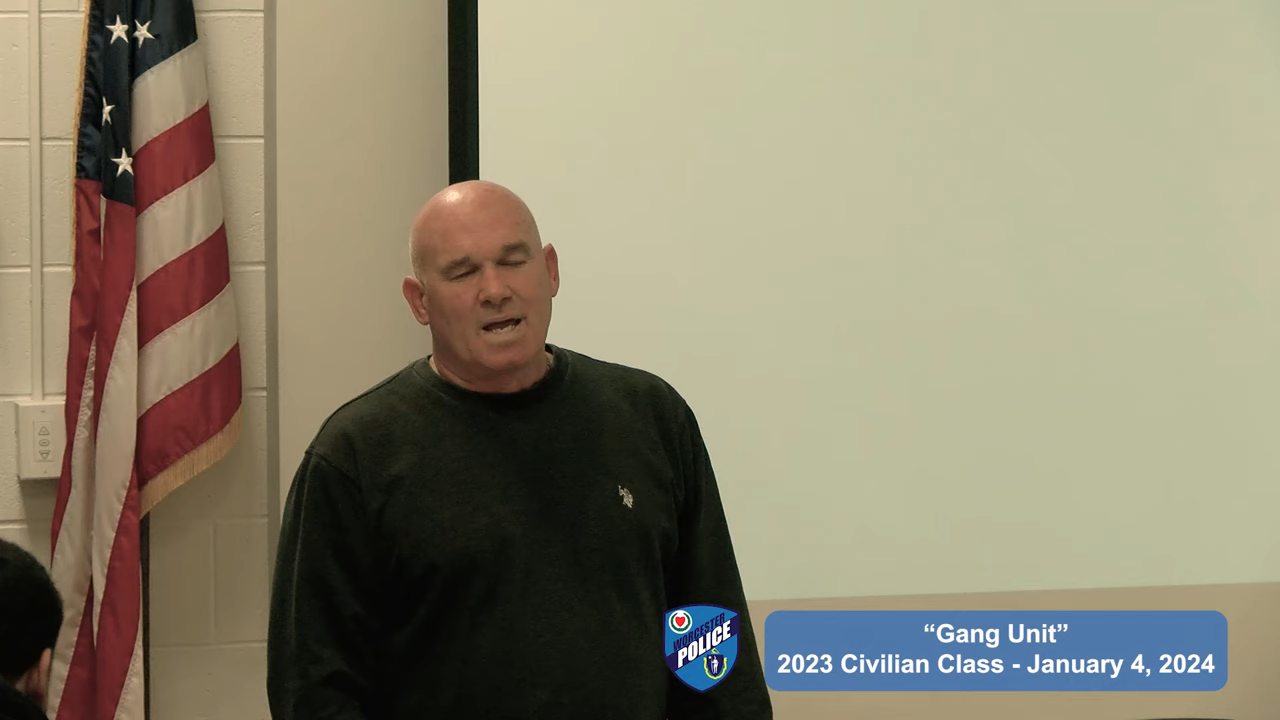 WORCESTER
POLICE
“Gang Unit”
2023 Civilian Class - January 4, 2024